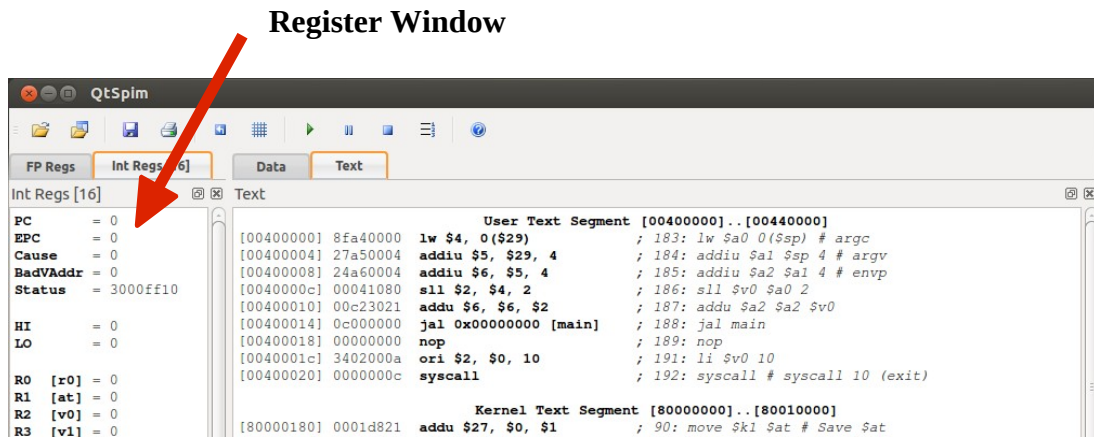 Register Window
QtSpim
FP Regs Int Regs [16] Data Text
Int Regs [16] Text
PC = 0
EPC = 0
Cause = 0
BadVAddr = 0
Status = 3000ff10
HI = 0
LO = 0
R0 [r0] = 0
R1 [at] = 0
R2 [v0] = 0
R3 [v1] = 0
User Text Segment [00400000]..[00440000]
[00400000] 8fa40000 lw $4, 0($29) ; 183: lw $a0 0($sp) # argc
[00400004] 27a50004 addiu $5, $29, 4 ; 184: addiu $a1 $sp 4 # argv
[00400008] 24a60004 addiu $6, $5, 4 ; 185: addiu $a2 $a1 4 # envp
[0040000c] 00041080 sll $2, $4, 2 ; 186: sll $v0 $a0 2
[00400010] 00c23021 addu $6, $6, $2 ; 187: addu $a2 $a2 $v0
[00400014] 0c000000 jal 0x00000000 [main] ; 188: jal main
[00400018] 00000000 nop ; 189: nop
[0040001c] 3402000a ori $2, $0, 10 ; 191: li $v0 10
[00400020] 0000000c syscall ; 192: syscall # syscall 10 (exit)
Kernel Text Segment [80000000]..[80010000]
[80000180] 0001d821 addu $27, $0, $1 ; 90: move $k1 $at # Save $at